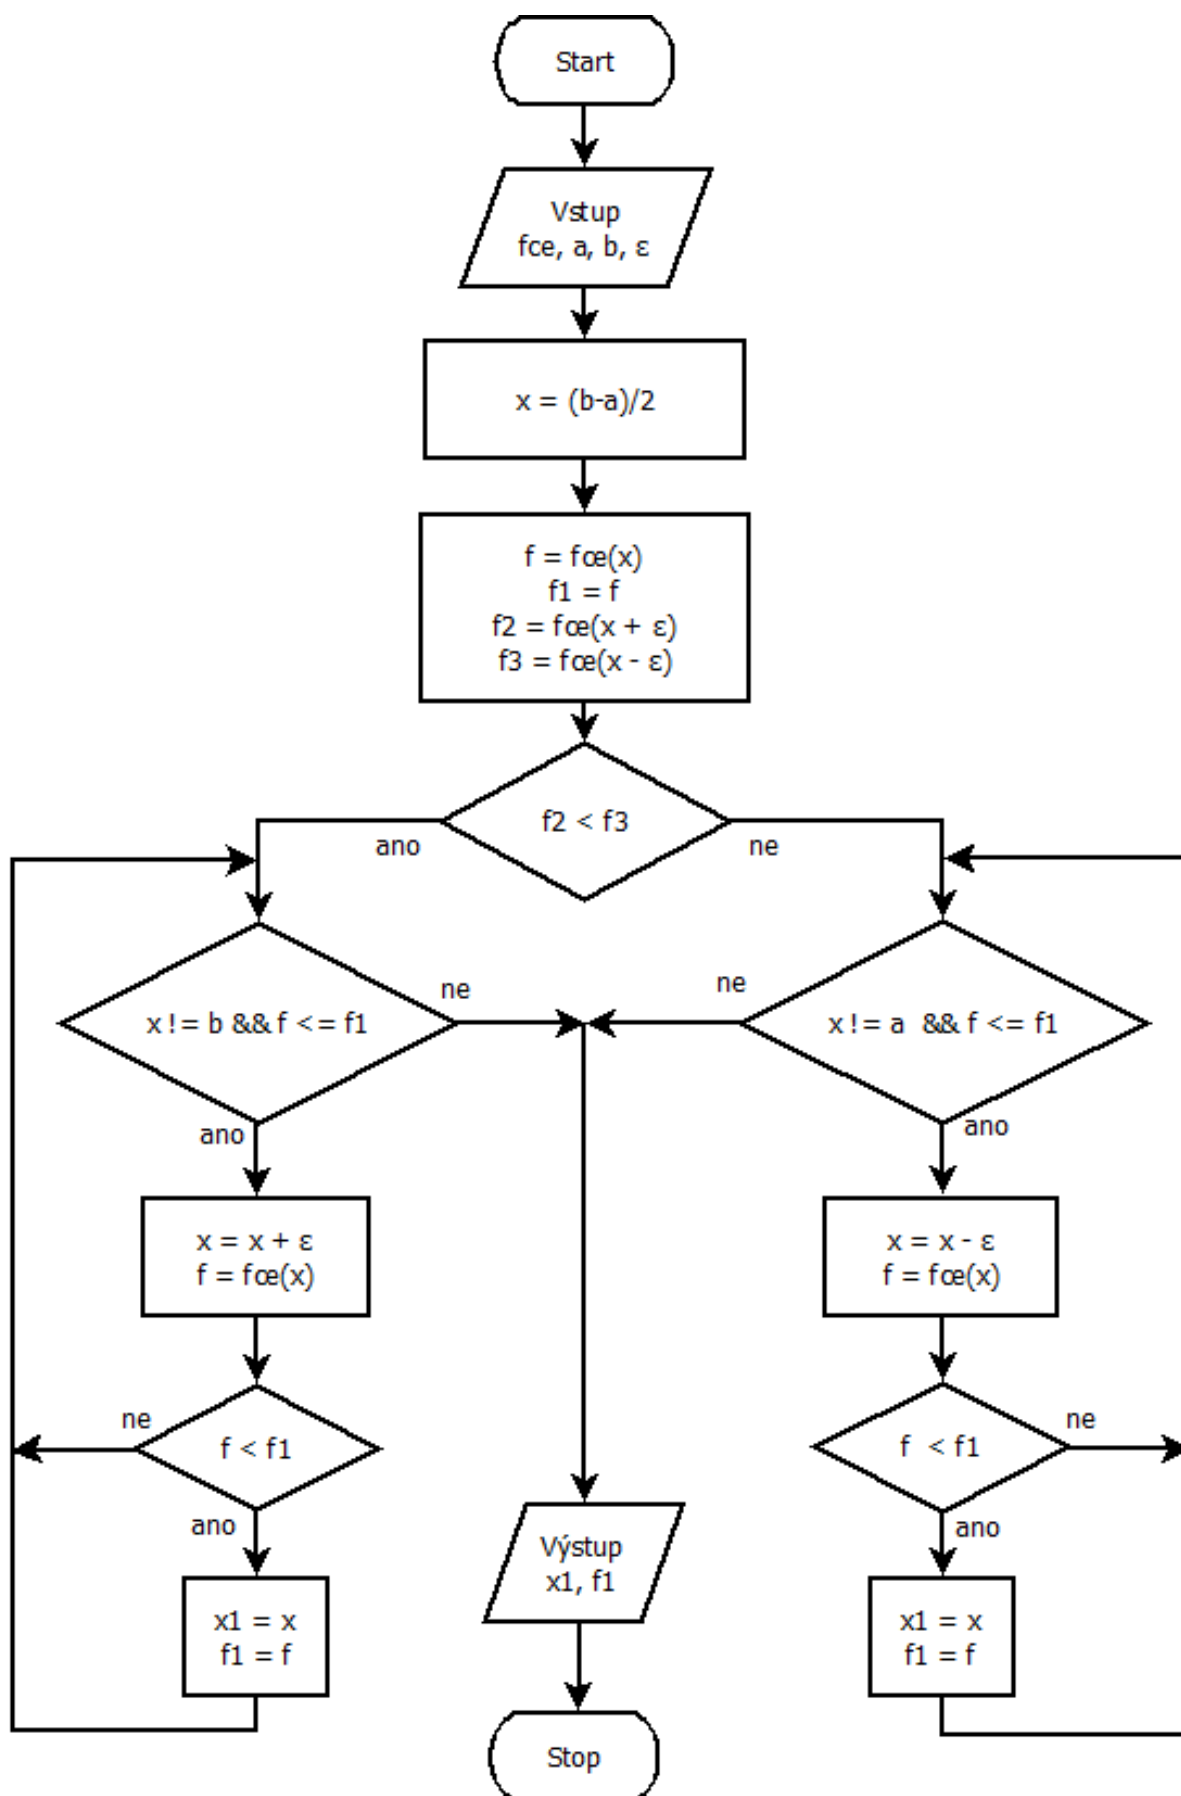 Start
Vstup
fce, a, b, ε
x = (b-a)/2
f = fce(x)
f1 = f
f2 = fce(x + ε)
f3 = fce(x - ε)
f2 < f3
ano
ne
x != b && f <= f1
ne
ne
x != a && f <= f1
ano
ano
x = x + ε
f = fce(x)
x = x - ε
f = fce(x)
ne
f < f1
f < f1
ne
ano
ano
Výstup
x1, f1
x1 = x
f1 = f
x1 = x
f1 = f
Stop